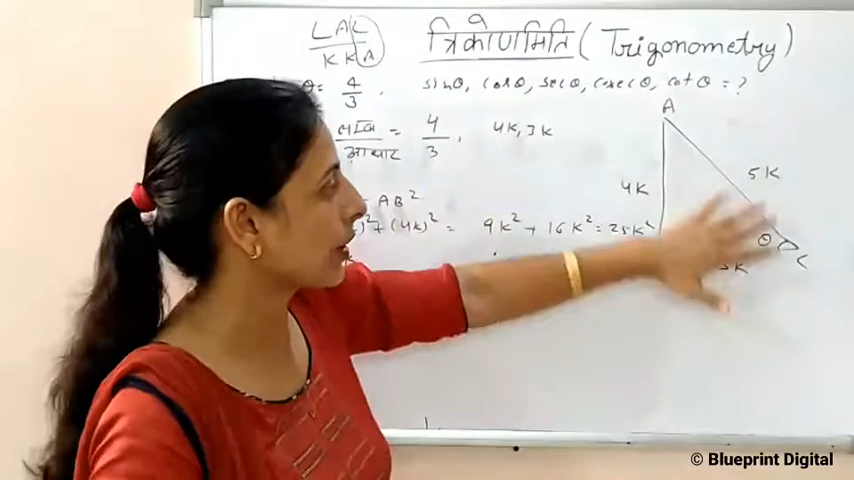 LAL
KKA
त्रिकोणमिति ( Trigonometry )
θ = 4/3 , sinθ, cosθ, secθ, cosecθ, cotθ = ?
लम्ब/आधार = 4/3 , 4K, 3K
A
5K
4K
= AB²
)² + (4K)² = 9K² + 16K² = 25K²
θ
3K
C
© Blueprint Digital